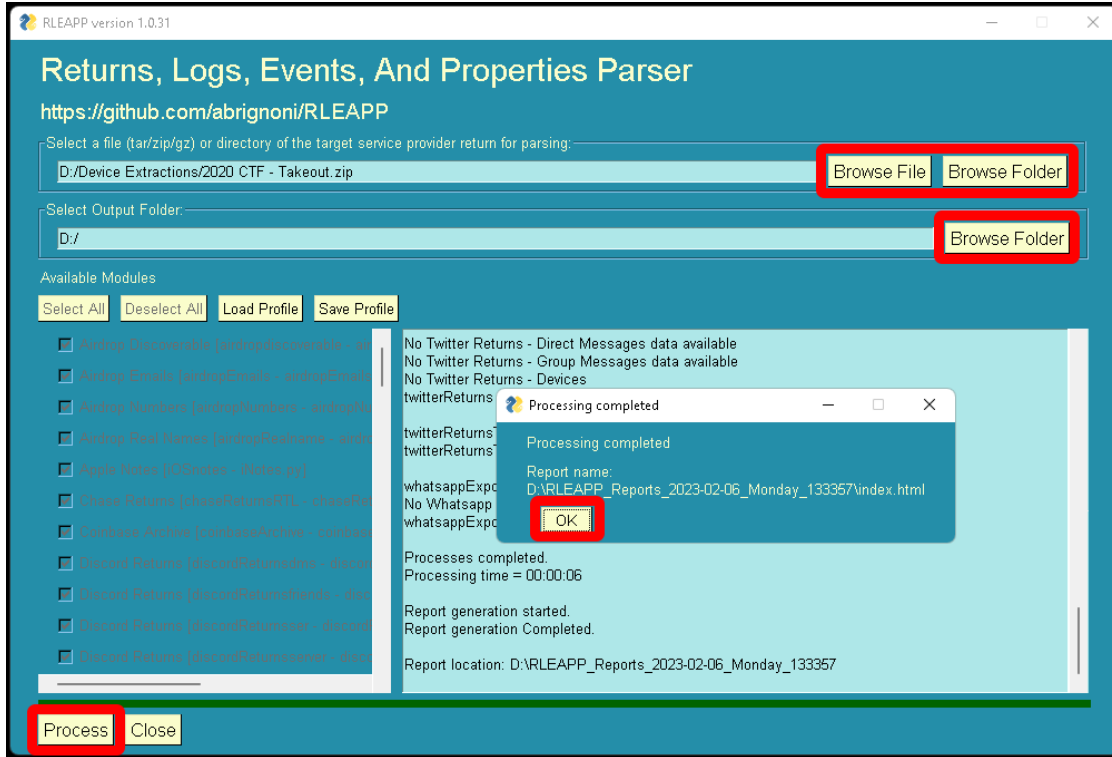 RLEAPP version 1.0.31
Returns, Logs, Events, And Properties Parser
https://github.com/abrignoni/RLEAPP
Select a file (tar/zip/gz) or directory of the target service provider return for parsing:
D:/Device Extractions/2020 CTF - Takeout.zip
Browse File
Browse Folder
Select Output Folder:
D:/
Browse Folder
Available Modules
Select All
Deselect All
Load Profile
Save Profile
Apple Notes [iOSnotes - iNotes.py]
No Twitter Returns - Direct Messages data available
No Twitter Returns - Group Messages data available
No Twitter Returns - Devices
twitterReturns
twitterReturnsT
twitterReturnsT
whatsappExpo
No Whatsapp
whatsappExpo
Processes completed.
Processing time = 00:00:06
Report generation started.
Report generation Completed.
Report location: D:\RLEAPP_Reports_2023-02-06_Monday_133357
Processing completed
Processing completed
Report name:
D:\RLEAPP_Reports_2023-02-06_Monday_133357\index.html
OK
Process
Close